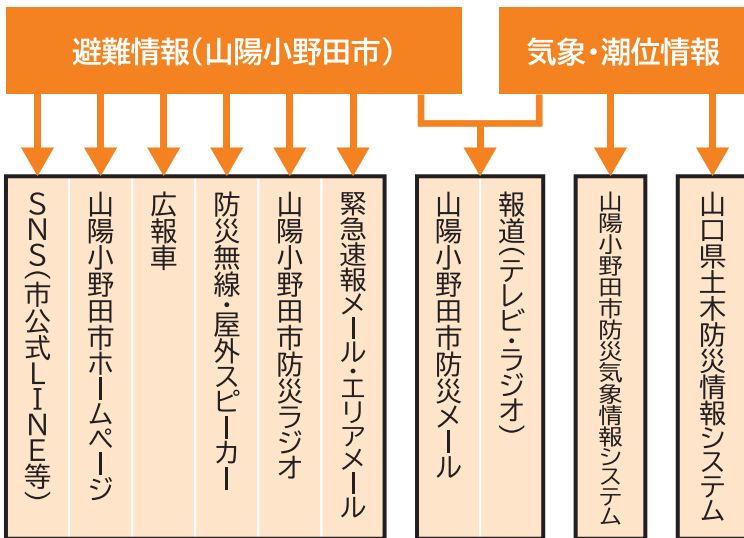 避難情報(山陽小野田市)
気象・潮位情報
SNS(市公式LINE等)
山陽小野田市ホームページ
広報車
防災無線・屋外スピーカー
山陽小野田市防災ラジオ
緊急速報メール・エリアメール
山陽小野田市防災メール
報道(テレビ・ラジオ)
山陽小野田市防災気象情報システム
山口県土木防災情報システム